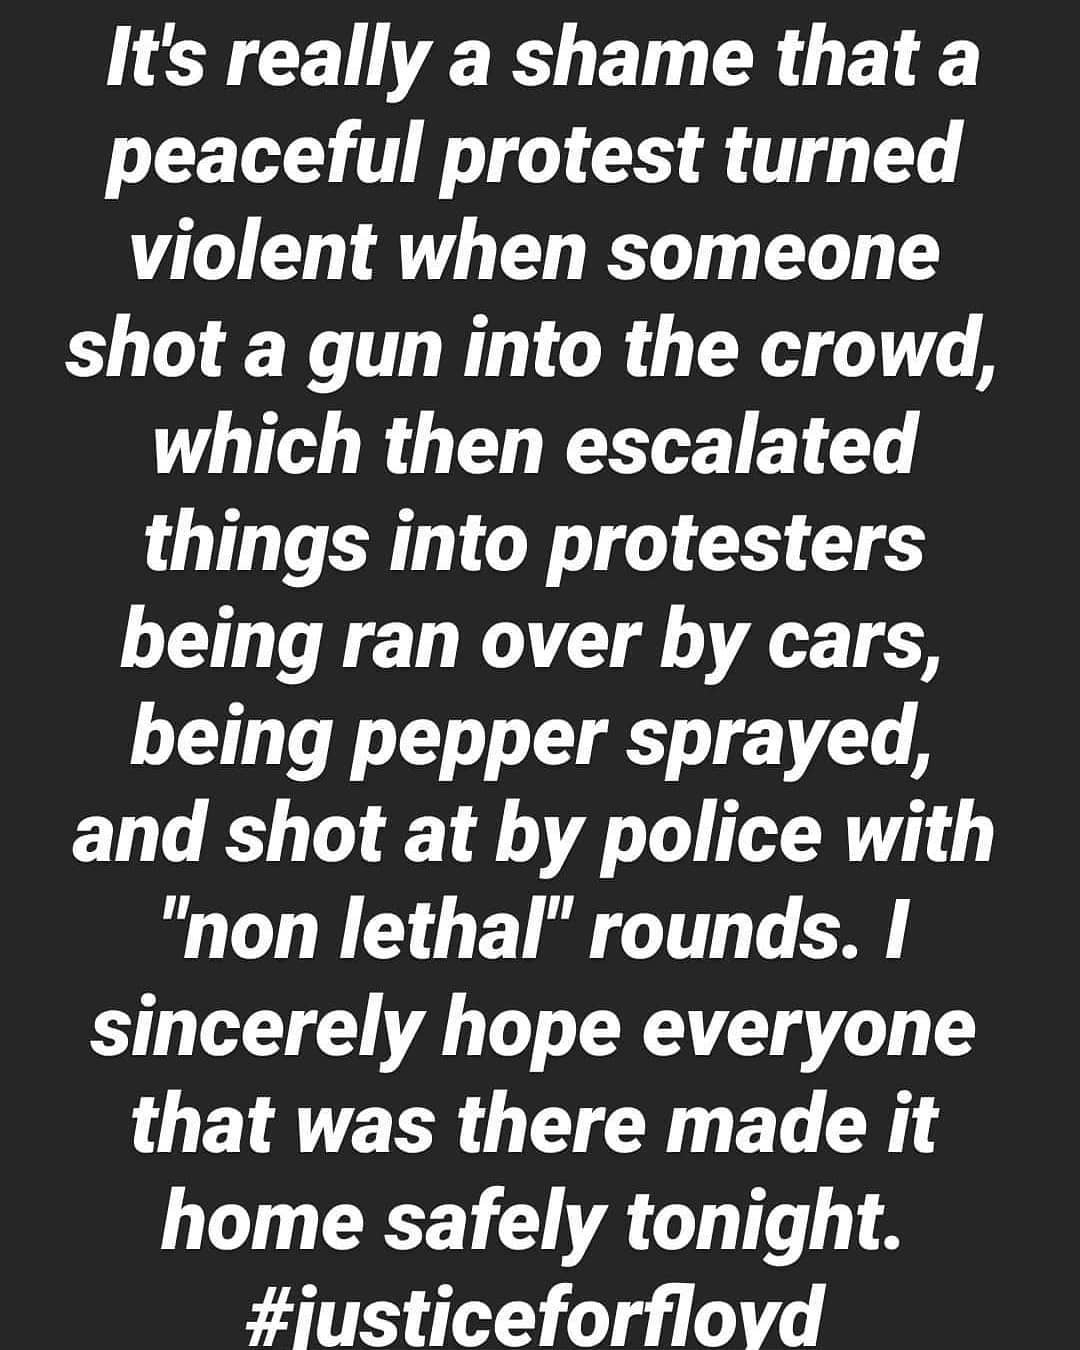 It's really a shame that a
peaceful protest turned
violent when someone
shot a gun into the crowd,
which then escalated
things into protesters
being ran over by cars,
being pepper sprayed,
and shot at by police with
"non lethal" rounds. I
sincerely hope everyone
that was there made it
home safely tonight.
#justiceforfloyd